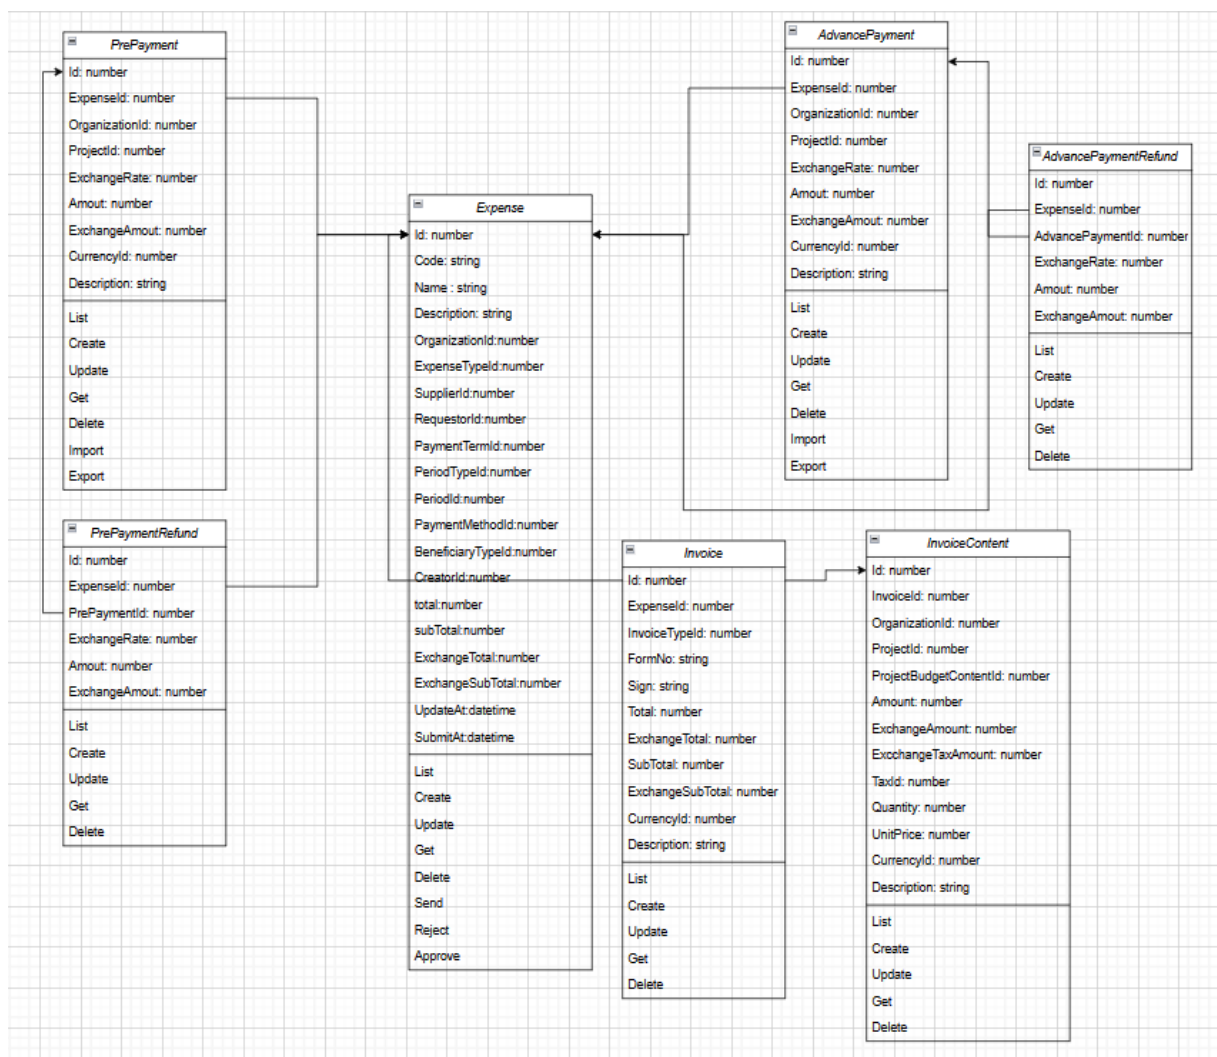 PrePayment
Id: number
ExpenseId: number
OrganizationId: number
ProjectId: number
ExchangeRate: number
Amout: number
ExchangeAmout: number
CurrencyId: number
Description: string
List
Create
Update
Get
Delete
Import
Export
PrePaymentRefund
Id: number
ExpenseId: number
PrePaymentId: number
ExchangeRate: number
Amout: number
ExchangeAmout: number
List
Create
Update
Get
Delete
Expense
Id: number
Code: string
Name : string
Description: string
OrganizationId:number
ExpenseTypeId:number
SupplierId:number
RequestorId:number
PaymentTermId:number
PeriodTypeId:number
PeriodId:number
PaymentMethodId:number
BeneficiaryTypeId:number
CreatorId:number
total:number
subTotal:number
ExchangeTotal:number
ExchangeSubTotal:number
UpdateAt:datetime
SubmitAt:datetime
List
Create
Update
Get
Delete
Send
Reject
Approve
AdvancePayment
Id: number
ExpenseId: number
OrganizationId: number
ProjectId: number
ExchangeRate: number
Amout: number
ExchangeAmout: number
CurrencyId: number
Description: string
List
Create
Update
Get
Delete
Import
Export
AdvancePaymentRefund
Id: number
ExpenseId: number
AdvancePaymentId: number
ExchangeRate: number
Amout: number
ExchangeAmout: number
List
Create
Update
Get
Delete
Invoice
Id: number
ExpenseId: number
InvoiceTypeId: number
FormNo: string
Sign: string
Total: number
ExchangeTotal: number
SubTotal: number
ExchangeSubTotal: number
CurrencyId: number
Description: string
List
Create
Update
Get
Delete
InvoiceContent
Id: number
InvoiceId: number
OrganizationId: number
ProjectId: number
ProjectBudgetContentId: number
Amount: number
ExchangeAmount: number
ExcchangeTaxAmount: number
TaxId: number
Quantity: number
UnitPrice: number
CurrencyId: number
Description: string
List
Create
Update
Get
Delete